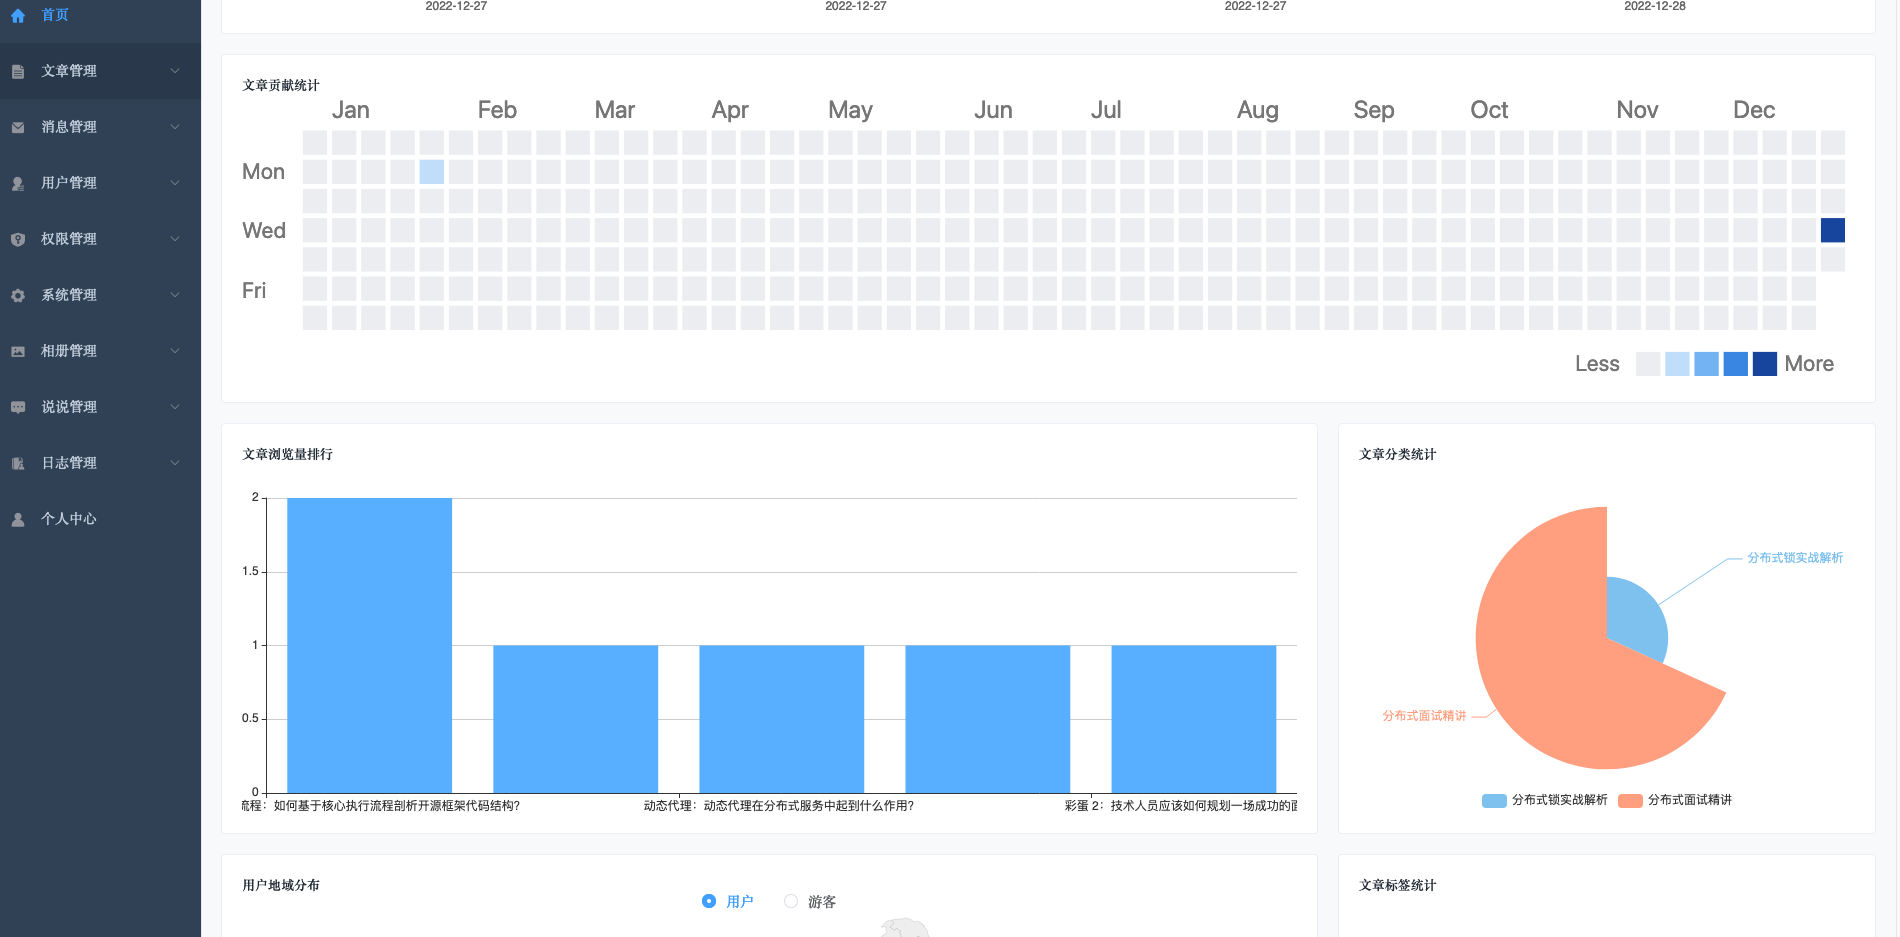 首页
文章管理
消息管理
用户管理
权限管理
系统管理
相册管理
说说管理
日志管理
个人中心
2022-12-27 2022-12-27 2022-12-27 2022-12-28
文章贡献统计
Jan Feb Mar Apr May Jun Jul Aug Sep Oct Nov Dec
Mon
Wed
Fri
Less More
文章浏览量排行
2
1.5
1
0.5
0
流程：如何基于核心执行流程剖析开源框架代码结构？ 动态代理：动态代理在分布式服务中起到什么作用？ 彩蛋 2：技术人员应该如何规划一场成功的面
文章分类统计
分布式锁实战解析
分布式面试精讲
分布式锁实战解析 分布式面试精讲
用户地域分布
用户 游客
文章标签统计